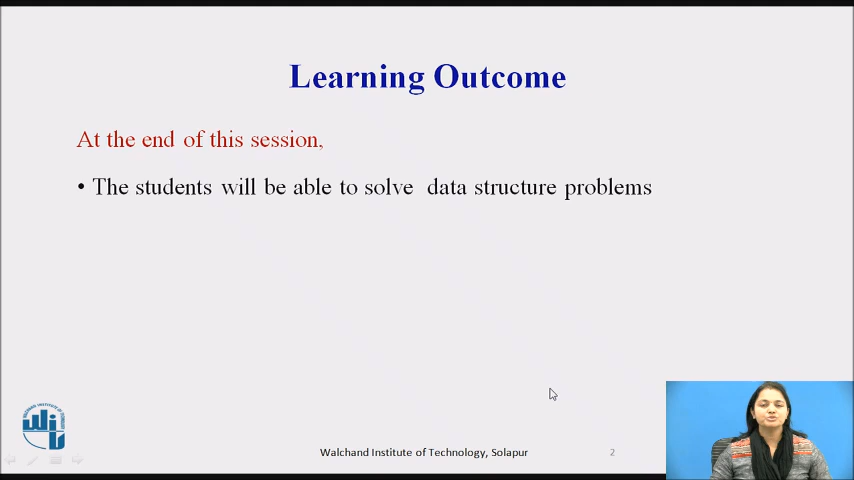 Learning Outcome
At the end of this session,
• The students will be able to solve data structure problems
Walchand Institute of Technology, Solapur
2